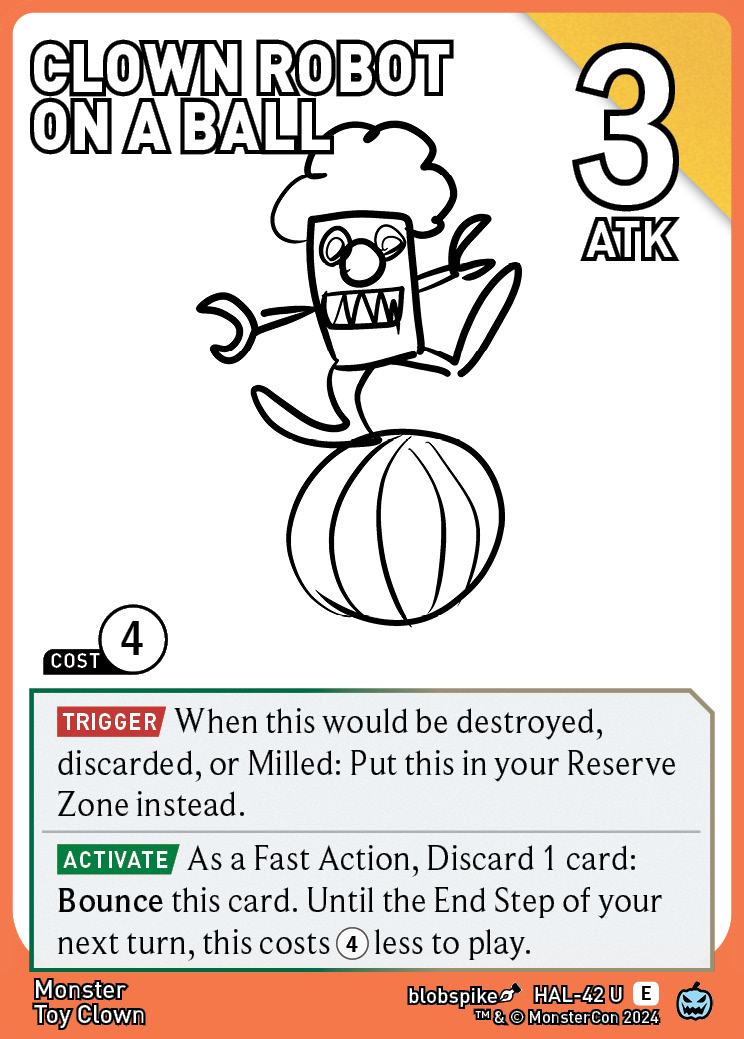 CLOWN ROBOT
ON A BALL
3
ATK
COST 4
TRIGGER When this would be destroyed,
discarded, or Milled: Put this in your Reserve
Zone instead.
ACTIVATE As a Fast Action, Discard 1 card:
Bounce this card. Until the End Step of your
next turn, this costs 4 less to play.
Monster
Toy Clown
blobspike HAL-42 U E
™ & © MonsterCon 2024